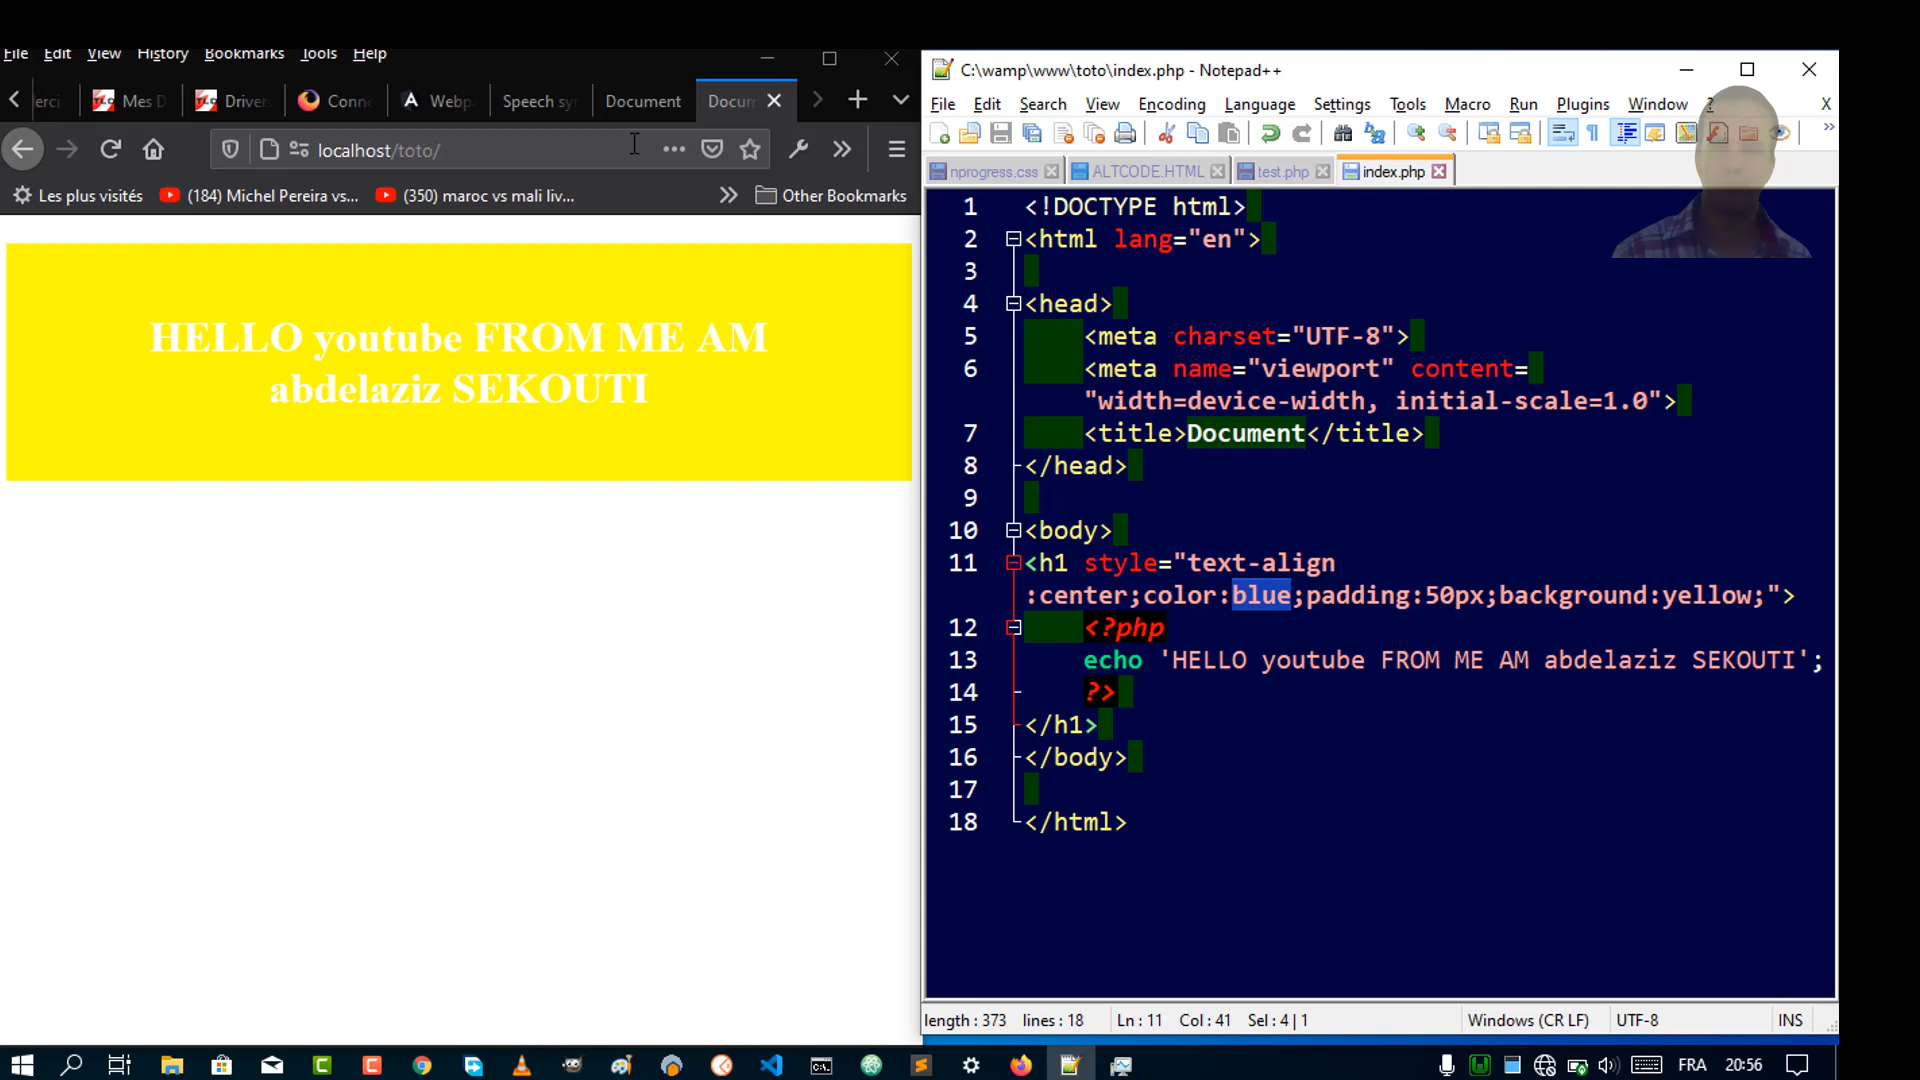 File Edit View History Bookmarks Tools Help
erci Mes D Driver Conn Webp Speech sy Document Docum
localhost/toto/
Les plus visités (184) Michel Pereira vs... (350) maroc vs mali liv... Other Bookmarks
HELLO youtube FROM ME AM
abdelaziz SEKOUTI
C:\wamp\www\toto\index.php - Notepad++
File Edit Search View Encoding Language Settings Tools Macro Run Plugins Window ? X
nprogress.css ALTCODE.HTML test.php index.php
1 <!DOCTYPE html>
2 <html lang="en">
3
4 <head>
5 <meta charset="UTF-8">
6 <meta name="viewport" content=
"width=device-width, initial-scale=1.0">
7 <title>Document</title>
8 </head>
9
10 <body>
11 <h1 style="text-align
:center;color:blue;padding:50px;background:yellow;">
12 <?php
13 echo 'HELLO youtube FROM ME AM abdelaziz SEKOUTI';
14 ?>
15 </h1>
16 </body>
17
18 </html>
length : 373 lines : 18 Ln : 11 Col : 41 Sel : 4 | 1 Windows (CR LF) UTF-8 INS
FRA 20:56